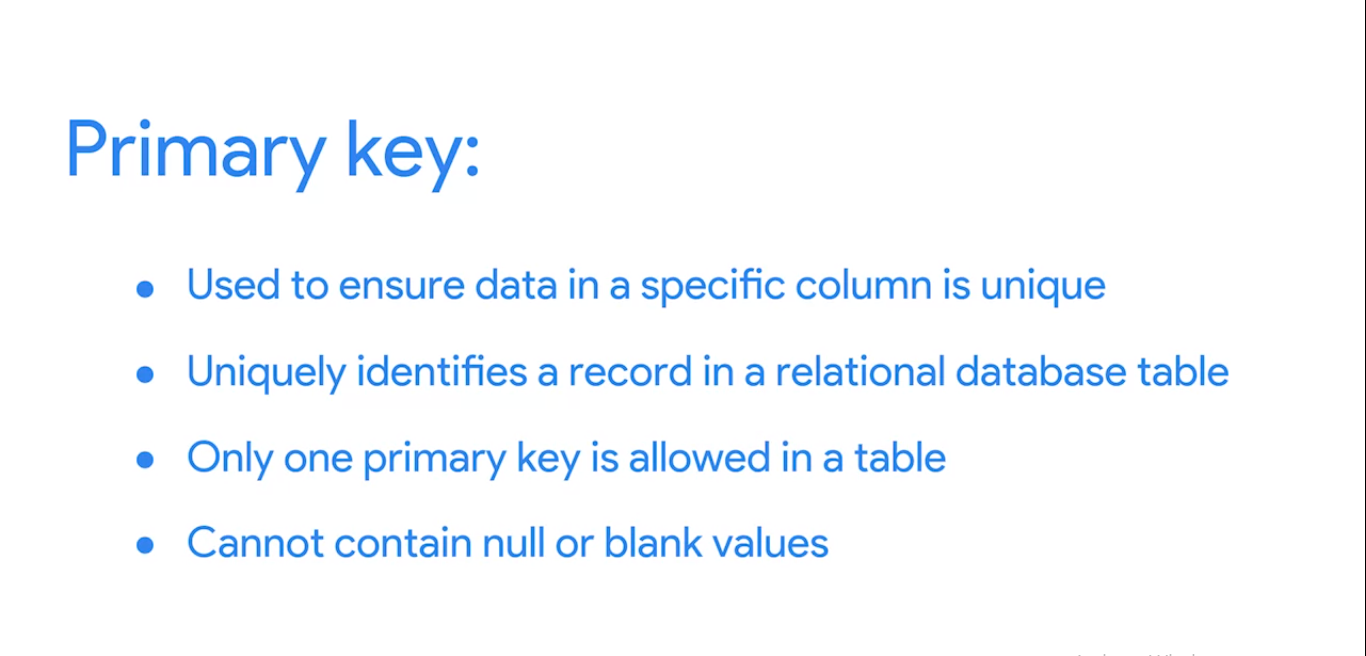 Primary key:
● Used to ensure data in a specific column is unique
● Uniquely identifies a record in a relational database table
● Only one primary key is allowed in a table
● Cannot contain null or blank values